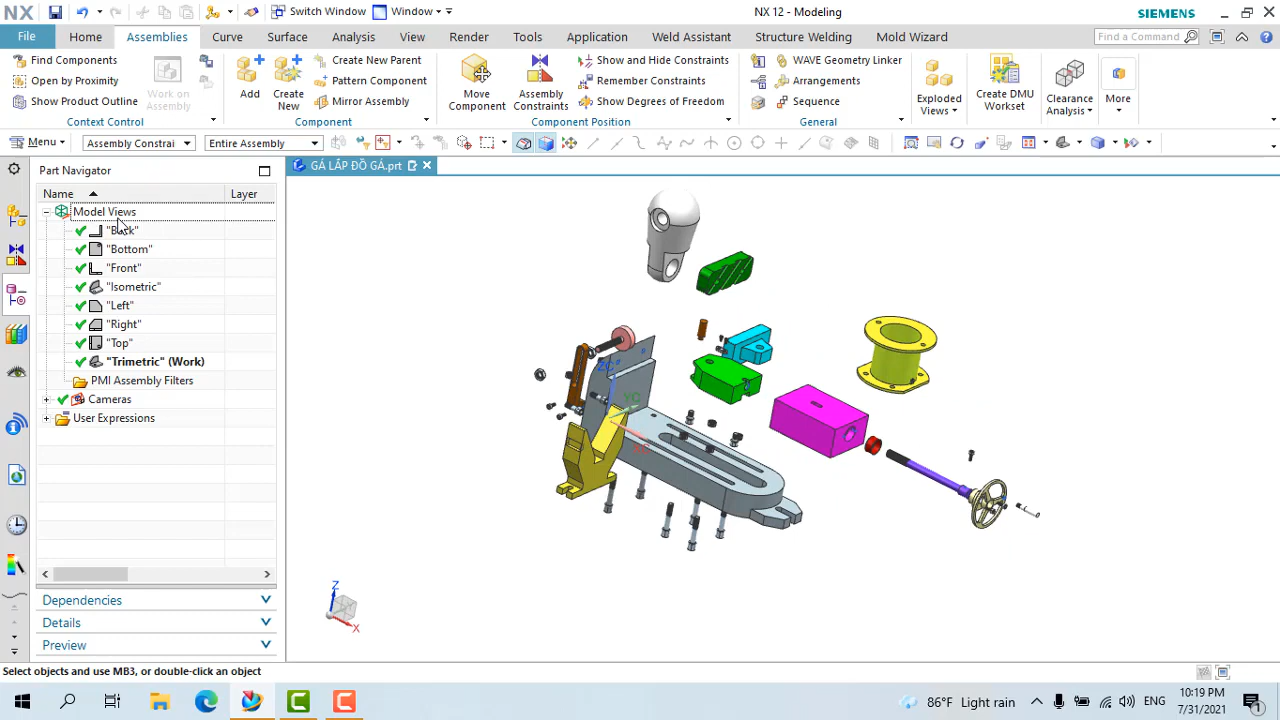 NX
Switch Window
Window
NX 12 - Modeling
SIEMENS
File
Home
Assemblies
Curve
Surface
Analysis
View
Render
Tools
Application
Weld Assistant
Structure Welding
Mold Wizard
Find a Command
Find Components
Open by Proximity
Show Product Outline
Work on
Assembly
Context Control
Add
Create
New
Create New Parent
Pattern Component
Mirror Assembly
Component
Move
Component
Assembly
Constraints
Show and Hide Constraints
Remember Constraints
Show Degrees of Freedom
Component Position
WAVE Geometry Linker
Arrangements
Sequence
General
Exploded
Views
Create DMU
Workset
Clearance
Analysis
More
Menu
Assembly Constrai
Entire Assembly
Part Navigator
GÁ LẮP ĐỒ GÁ.prt
Name
Layer
Model Views
"Back"
"Bottom"
"Front"
"Isometric"
"Left"
"Right"
"Top"
"Trimetric" (Work)
PMI Assembly Filters
Cameras
User Expressions
Dependencies
Details
Preview
ZC
YC
XC
Z
X
Select objects and use MB3, or double-click an object
86°F Light rain
ENG
10:19 PM
7/31/2021
1